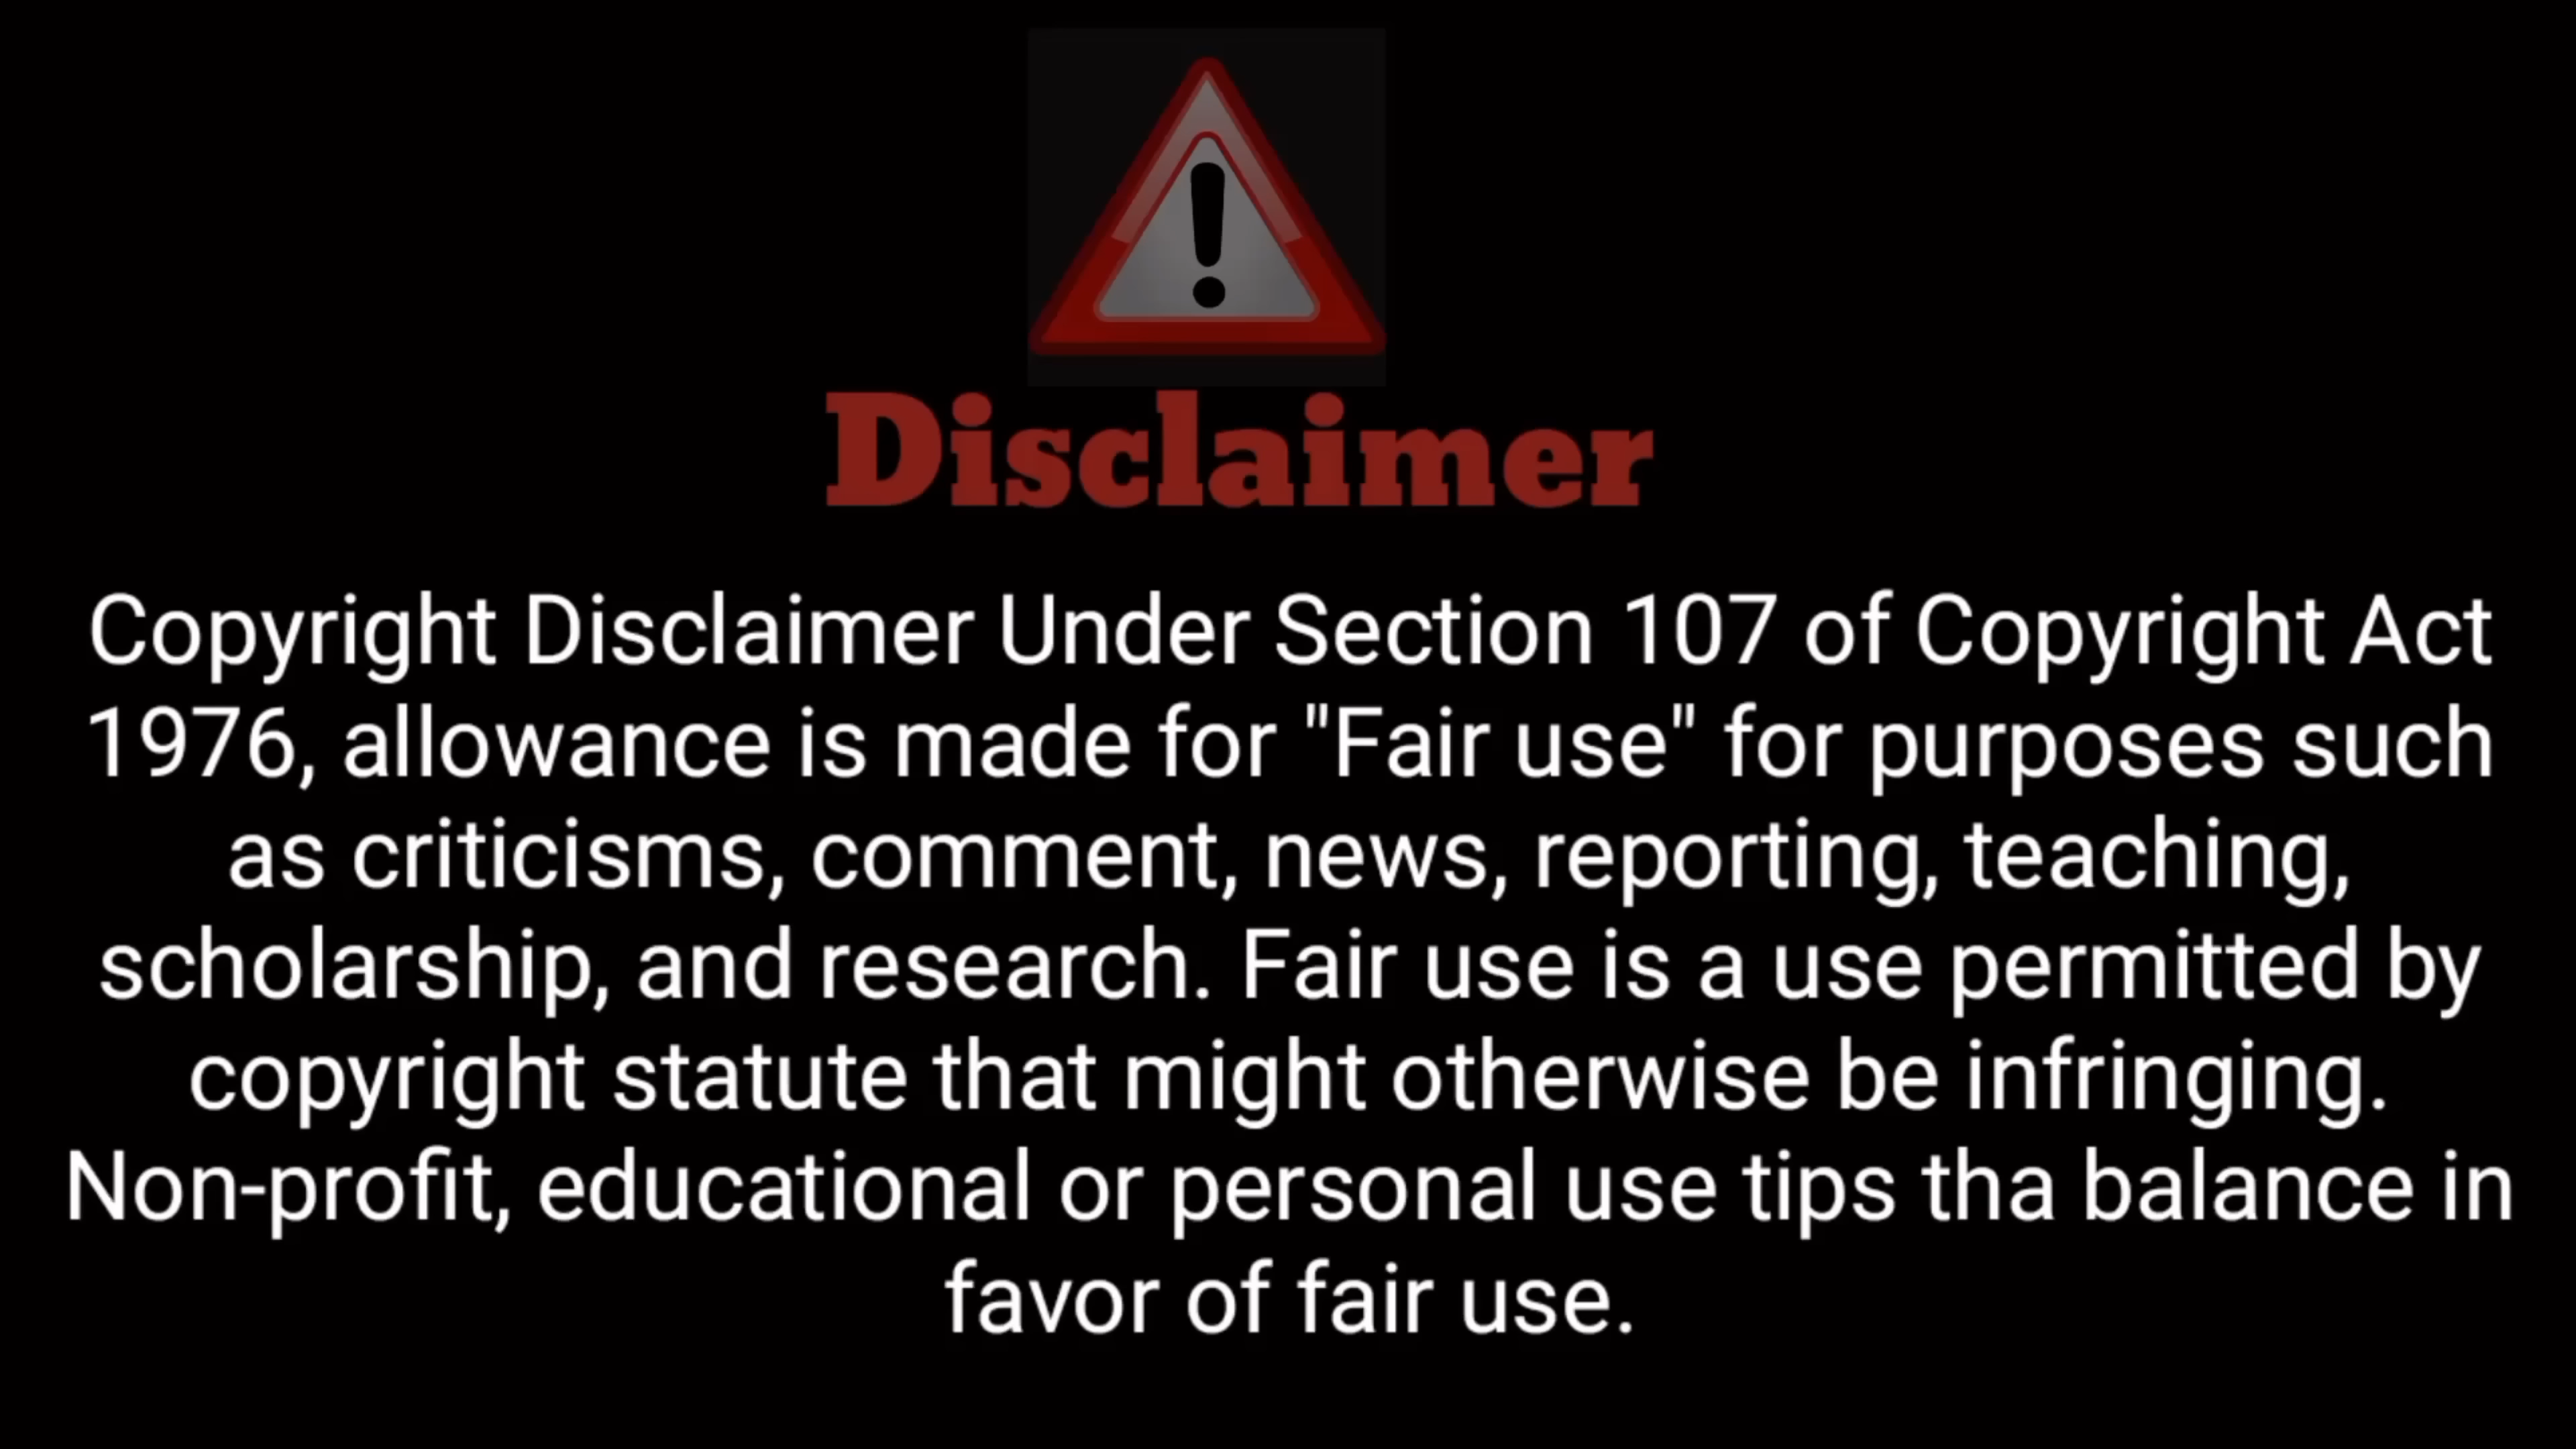 Disclaimer
Copyright Disclaimer Under Section 107 of Copyright Act
1976, allowance is made for "Fair use" for purposes such
as criticisms, comment, news, reporting, teaching,
scholarship, and research. Fair use is a use permitted by
copyright statute that might otherwise be infringing.
Non-profit, educational or personal use tips tha balance in
favor of fair use.